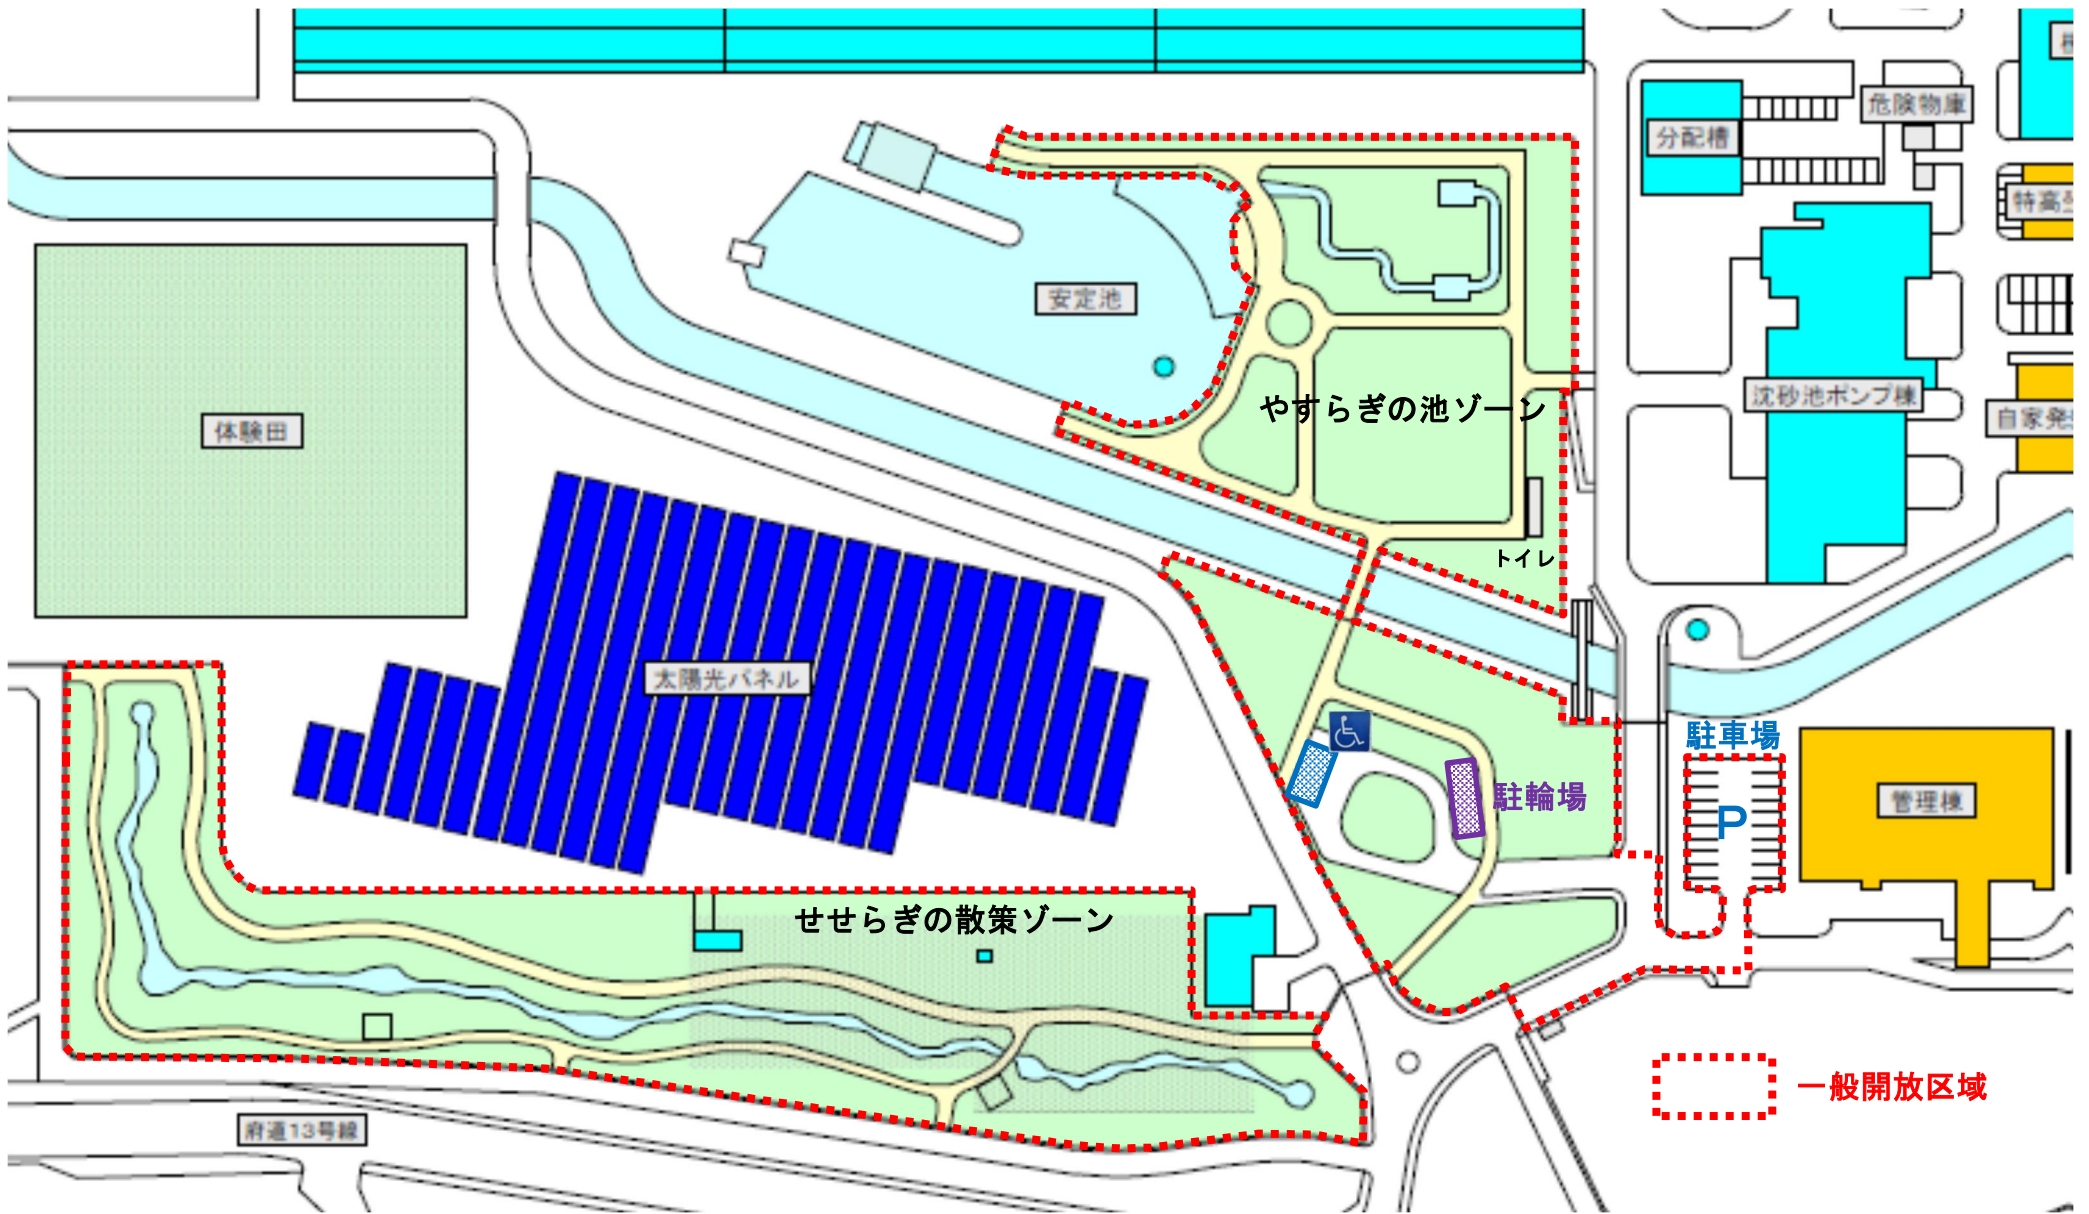 危険物庫
分配槽
特高
安定池
沈砂池ポンプ棟
やすらぎの池ゾーン
自家発
体験田
トイレ
太陽光パネル
駐車場
駐輪場
P
管理棟
せせらぎの散策ゾーン
一般開放区域
府道13号線